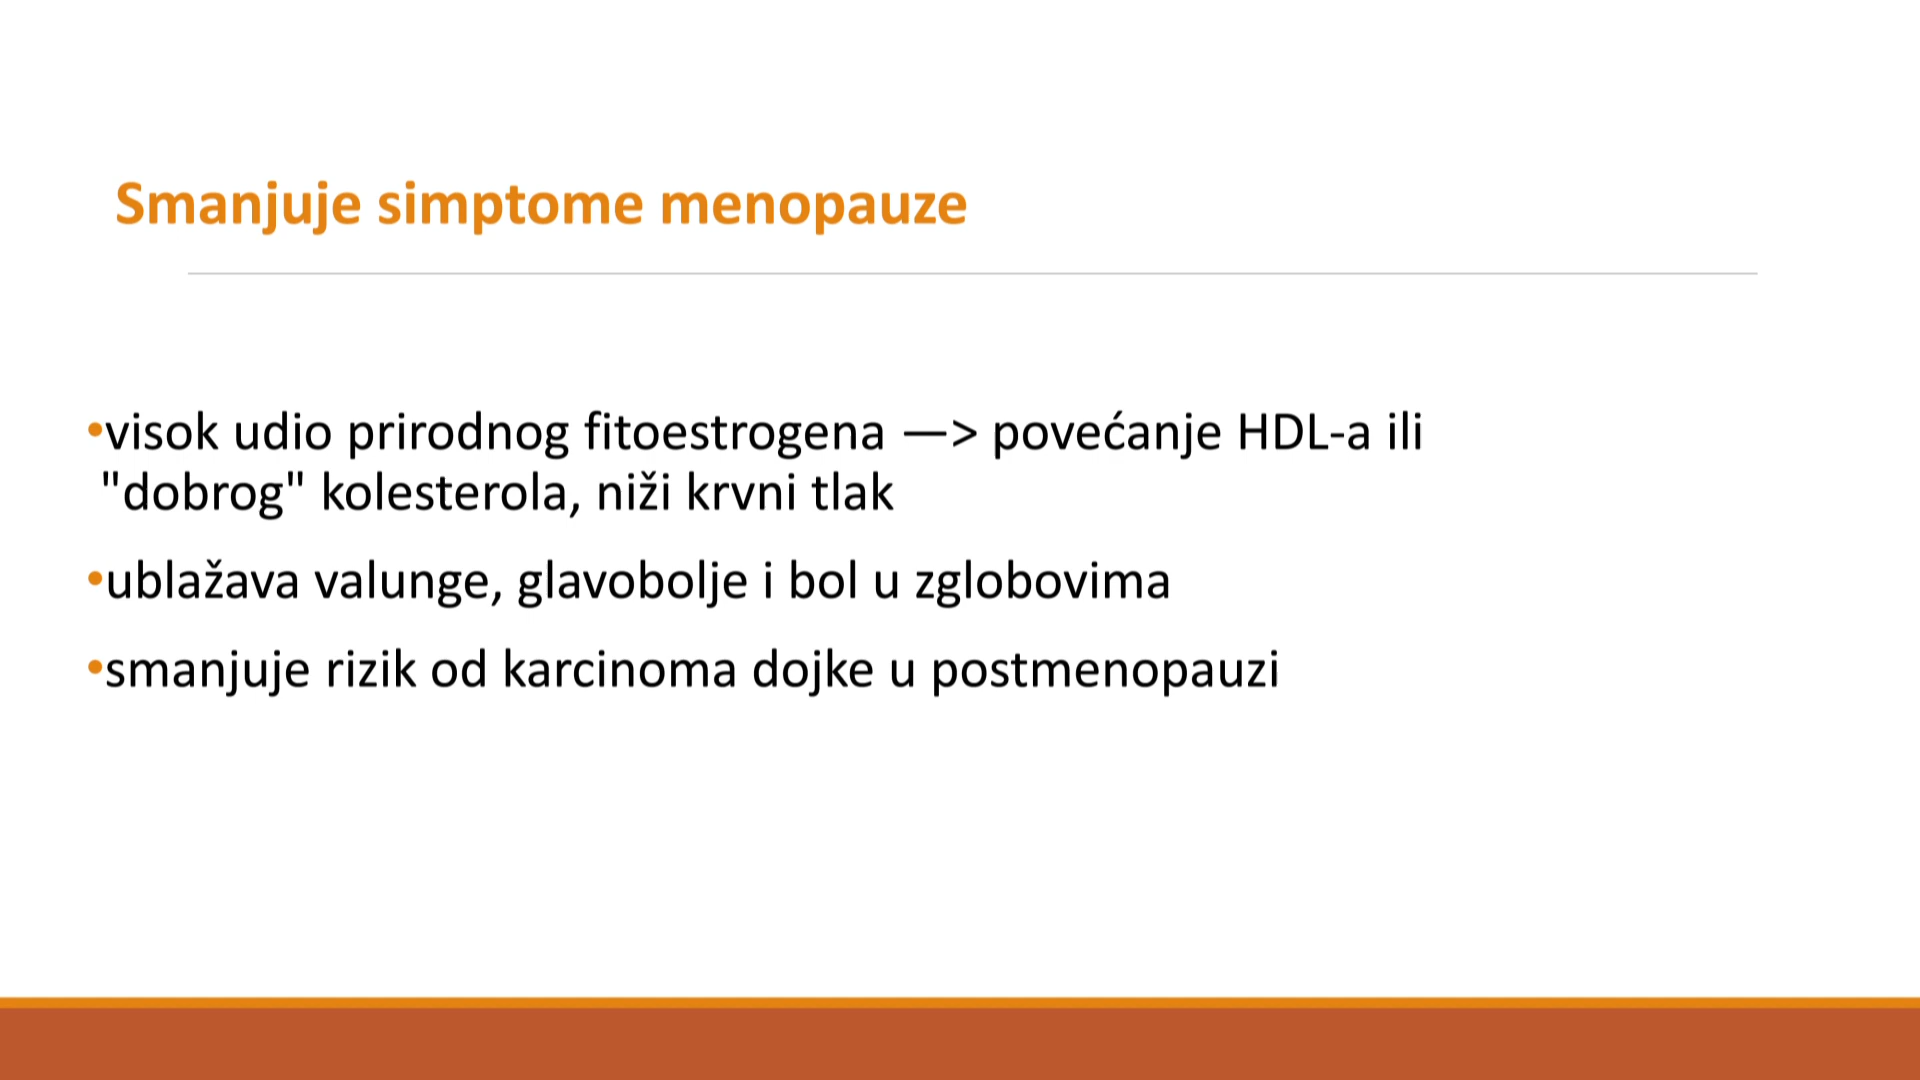 Smanjuje simptome menopauze
•visok udio prirodnog fitoestrogena —> povećanje HDL-a ili
"dobrog" kolesterola, niži krvni tlak
•ublažava valunge, glavobolje i bol u zglobovima
•smanjuje rizik od karcinoma dojke u postmenopauzi